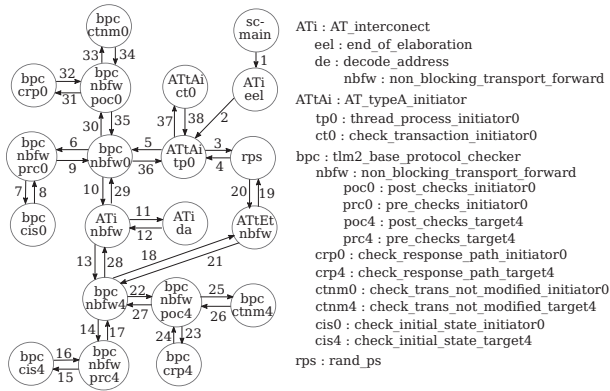 bpc
ctnm0
sc-
main
33
34
1
bpc
crp0
32
31
bpc
nbfw
poc0
ATtAi
ct0
ATi
eel
2
30
35
37
38
bpc
nbfw
prc0
6
9
bpc
nbfw0
5
36
ATtAi
tp0
3
4
rps
7
8
10
29
20
19
bpc
cis0
ATi
nbfw
11
12
ATi
da
ATtEt
nbfw
13
28
18
21
bpc
nbfw4
22
27
bpc
nbfw
poc4
25
26
bpc
ctnm4
14
17
24
23
bpc
cis4
16
15
bpc
nbfw
prc4
bpc
crp4
ATi : AT_interconect
eel : end_of_elaboration
de : decode_address
nbfw : non_blocking_transport_forward
ATtAi : AT_typeA_initiator
tp0 : thread_process_initiator0
ct0 : check_transaction_initiator0
bpc : tlm2_base_protocol_checker
nbfw : non_blocking_transport_forward
poc0 : post_checks_initiator0
prc0 : pre_checks_initiator0
poc4 : post_checks_target4
prc4 : pre_checks_target4
crp0 : check_response_path_initiator0
crp4 : check_response_path_target4
ctnm0 : check_trans_not_modified_initiator0
ctnm4 : check_trans_not_modified_target4
cis0 : check_initial_state_initiator0
cis4 : check_initial_state_target4
rps : rand_ps